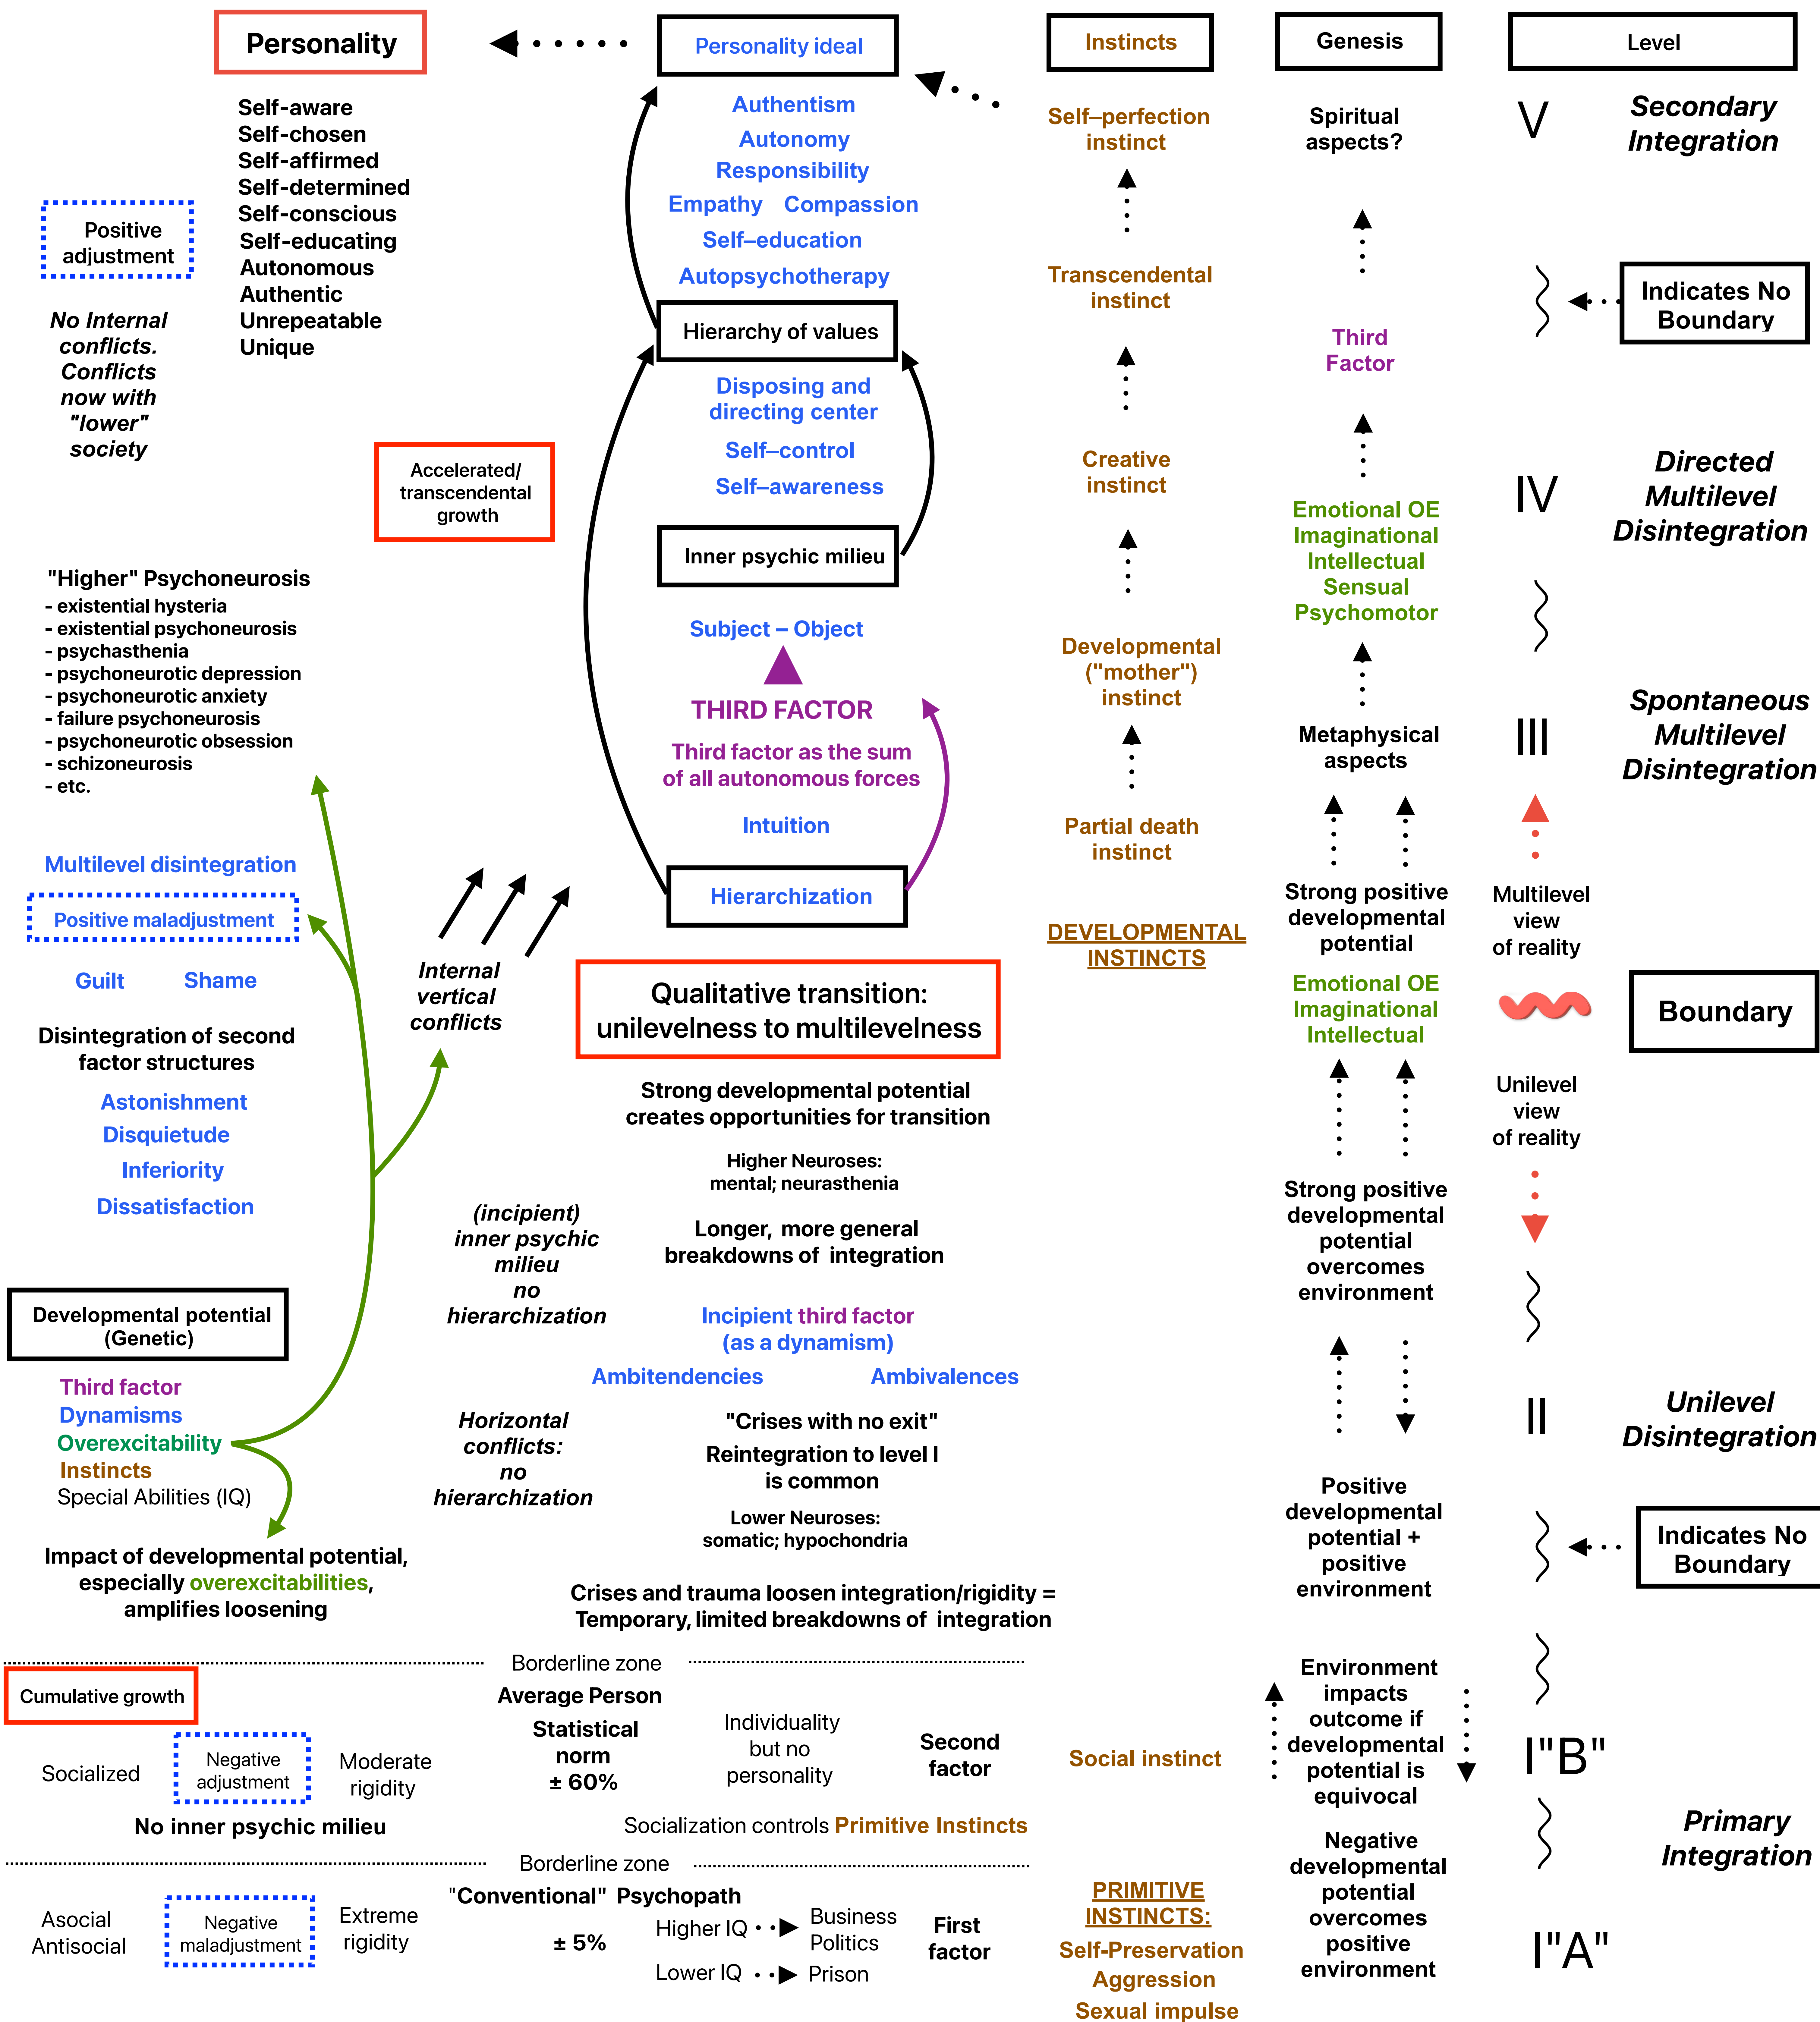 Personality
Self-aware
Self-chosen
Self-affirmed
Self-determined
Self-conscious
Self-educating
Autonomous
Authentic
Unrepeatable
Unique
Positive
adjustment
No Internal
conflicts.
Conflicts
now with
"lower"
society
Accelerated/
transcendental
growth
"Higher" Psychoneurosis
- existential hysteria
- existential psychoneurosis
- psychasthenia
- psychoneurotic depression
- psychoneurotic anxiety
- failure psychoneurosis
- psychoneurotic obsession
- schizoneurosis
- etc.
Multilevel disintegration
Positive maladjustment
Guilt Shame
Disintegration of second
factor structures
Astonishment
Disquietude
Inferiority
Dissatisfaction
Internal
vertical
conflicts
Developmental potential
(Genetic)
Third factor
Dynamisms
Overexcitability
Instincts
Special Abilities (IQ)
Impact of developmental potential,
especially overexcitabilities,
amplifies loosening
(incipient)
inner psychic
milieu
no
hierarchization
Horizontal
conflicts:
no
hierarchization
Personality ideal
Authentism
Autonomy
Responsibility
Empathy Compassion
Self–education
Autopsychotherapy
Hierarchy of values
Disposing and
directing center
Self–control
Self–awareness
Inner psychic milieu
Subject – Object
THIRD FACTOR
Third factor as the sum
of all autonomous forces
Intuition
Hierarchization
Qualitative transition:
unilevelness to multilevelness
Strong developmental potential
creates opportunities for transition
Higher Neuroses:
mental; neurasthenia
Longer, more general
breakdowns of integration
Incipient third factor
(as a dynamism)
Ambitendencies Ambivalences
"Crises with no exit"
Reintegration to level I
is common
Lower Neuroses:
somatic; hypochondria
Crises and trauma loosen integration/rigidity =
Temporary, limited breakdowns of integration
Borderline zone
Cumulative growth
Socialized
Negative
adjustment
Moderate
rigidity
No inner psychic milieu
Average Person
Statistical
norm
± 60%
Individuality
but no
personality
Second
factor
Socialization controls Primitive Instincts
Borderline zone
Asocial
Antisocial
Negative
maladjustment
Extreme
rigidity
"Conventional" Psychopath
± 5%
Higher IQ
Business
Politics
Lower IQ
Prison
First
factor
Instincts
Self–perfection
instinct
Transcendental
instinct
Creative
instinct
Developmental
("mother")
instinct
Partial death
instinct
DEVELOPMENTAL
INSTINCTS
Social instinct
PRIMITIVE
INSTINCTS:
Self-Preservation
Aggression
Sexual impulse
Genesis
Spiritual
aspects?
Third
Factor
Emotional OE
Imaginational
Intellectual
Sensual
Psychomotor
Metaphysical
aspects
Strong positive
developmental
potential
Emotional OE
Imaginational
Intellectual
Strong positive
developmental
potential
overcomes
environment
Positive
developmental
potential +
positive
environment
Environment
impacts
outcome if
developmental
potential is
equivocal
Negative
developmental
potential
overcomes
positive
environment
Level
V
Secondary
Integration
Indicates No
Boundary
IV
Directed
Multilevel
Disintegration
III
Spontaneous
Multilevel
Disintegration
Multilevel
view
of reality
Boundary
Unilevel
view
of reality
II
Unilevel
Disintegration
Indicates No
Boundary
I"B"
Primary
Integration
I"A"